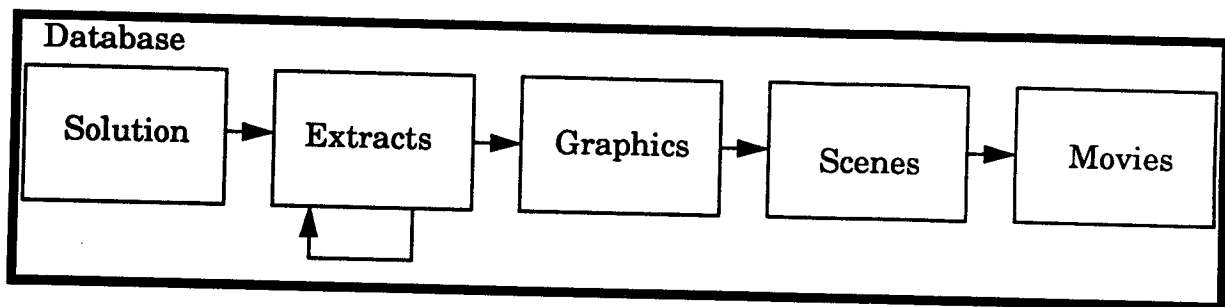 Database
Solution
Extracts
Graphics
Scenes
Movies